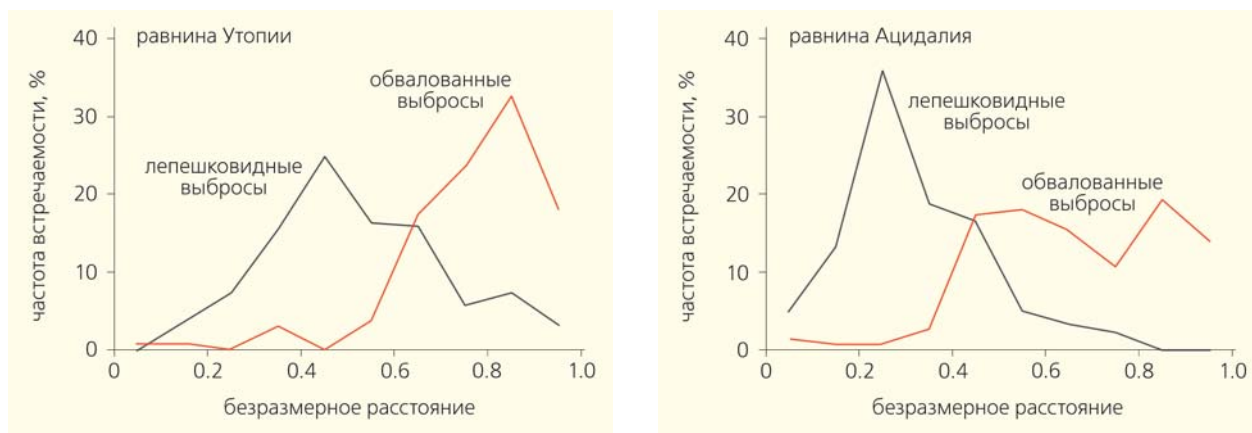 равнина Утопии
частота встречаемости, %
40
30
20
10
0
обвалованные
выбросы
лепешковидные
выбросы
0
0.2
0.4
0.6
0.8
1.0
безразмерное расстояние
равнина Ацидалия
частота встречаемости, %
40
30
20
10
0
лепешковидные
выбросы
обвалованные
выбросы
0
0.2
0.4
0.6
0.8
1.0
безразмерное расстояние